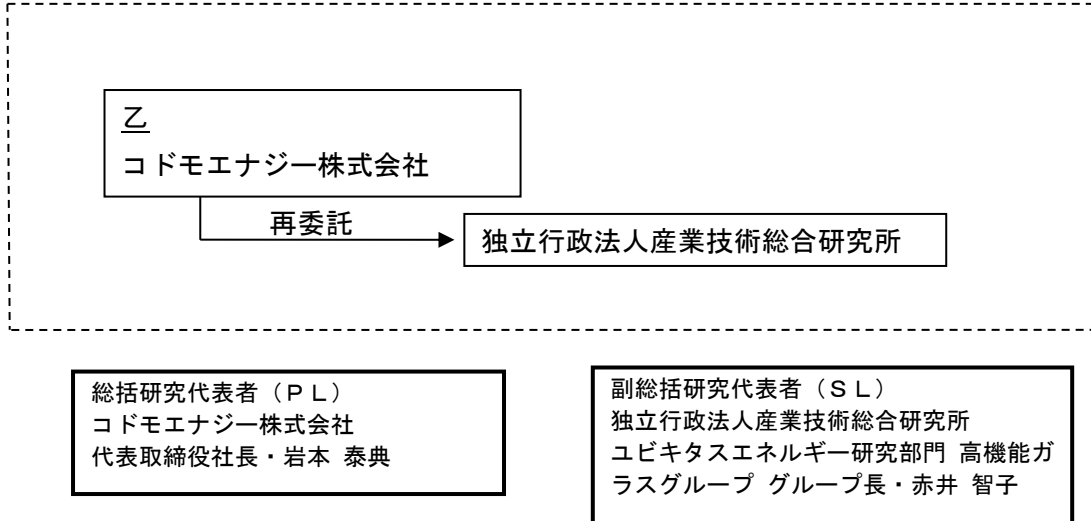 乙
コドモエナジー株式会社
再委託
独立行政法人産業技術総合研究所
総括研究代表者（ＰＬ）
コドモエナジー株式会社
代表取締役社長・岩本 泰典
副総括研究代表者（ＳＬ）
独立行政法人産業技術総合研究所
ユビキタスエネルギー研究部門 高機能ガ
ラスグループ グループ長・赤井 智子